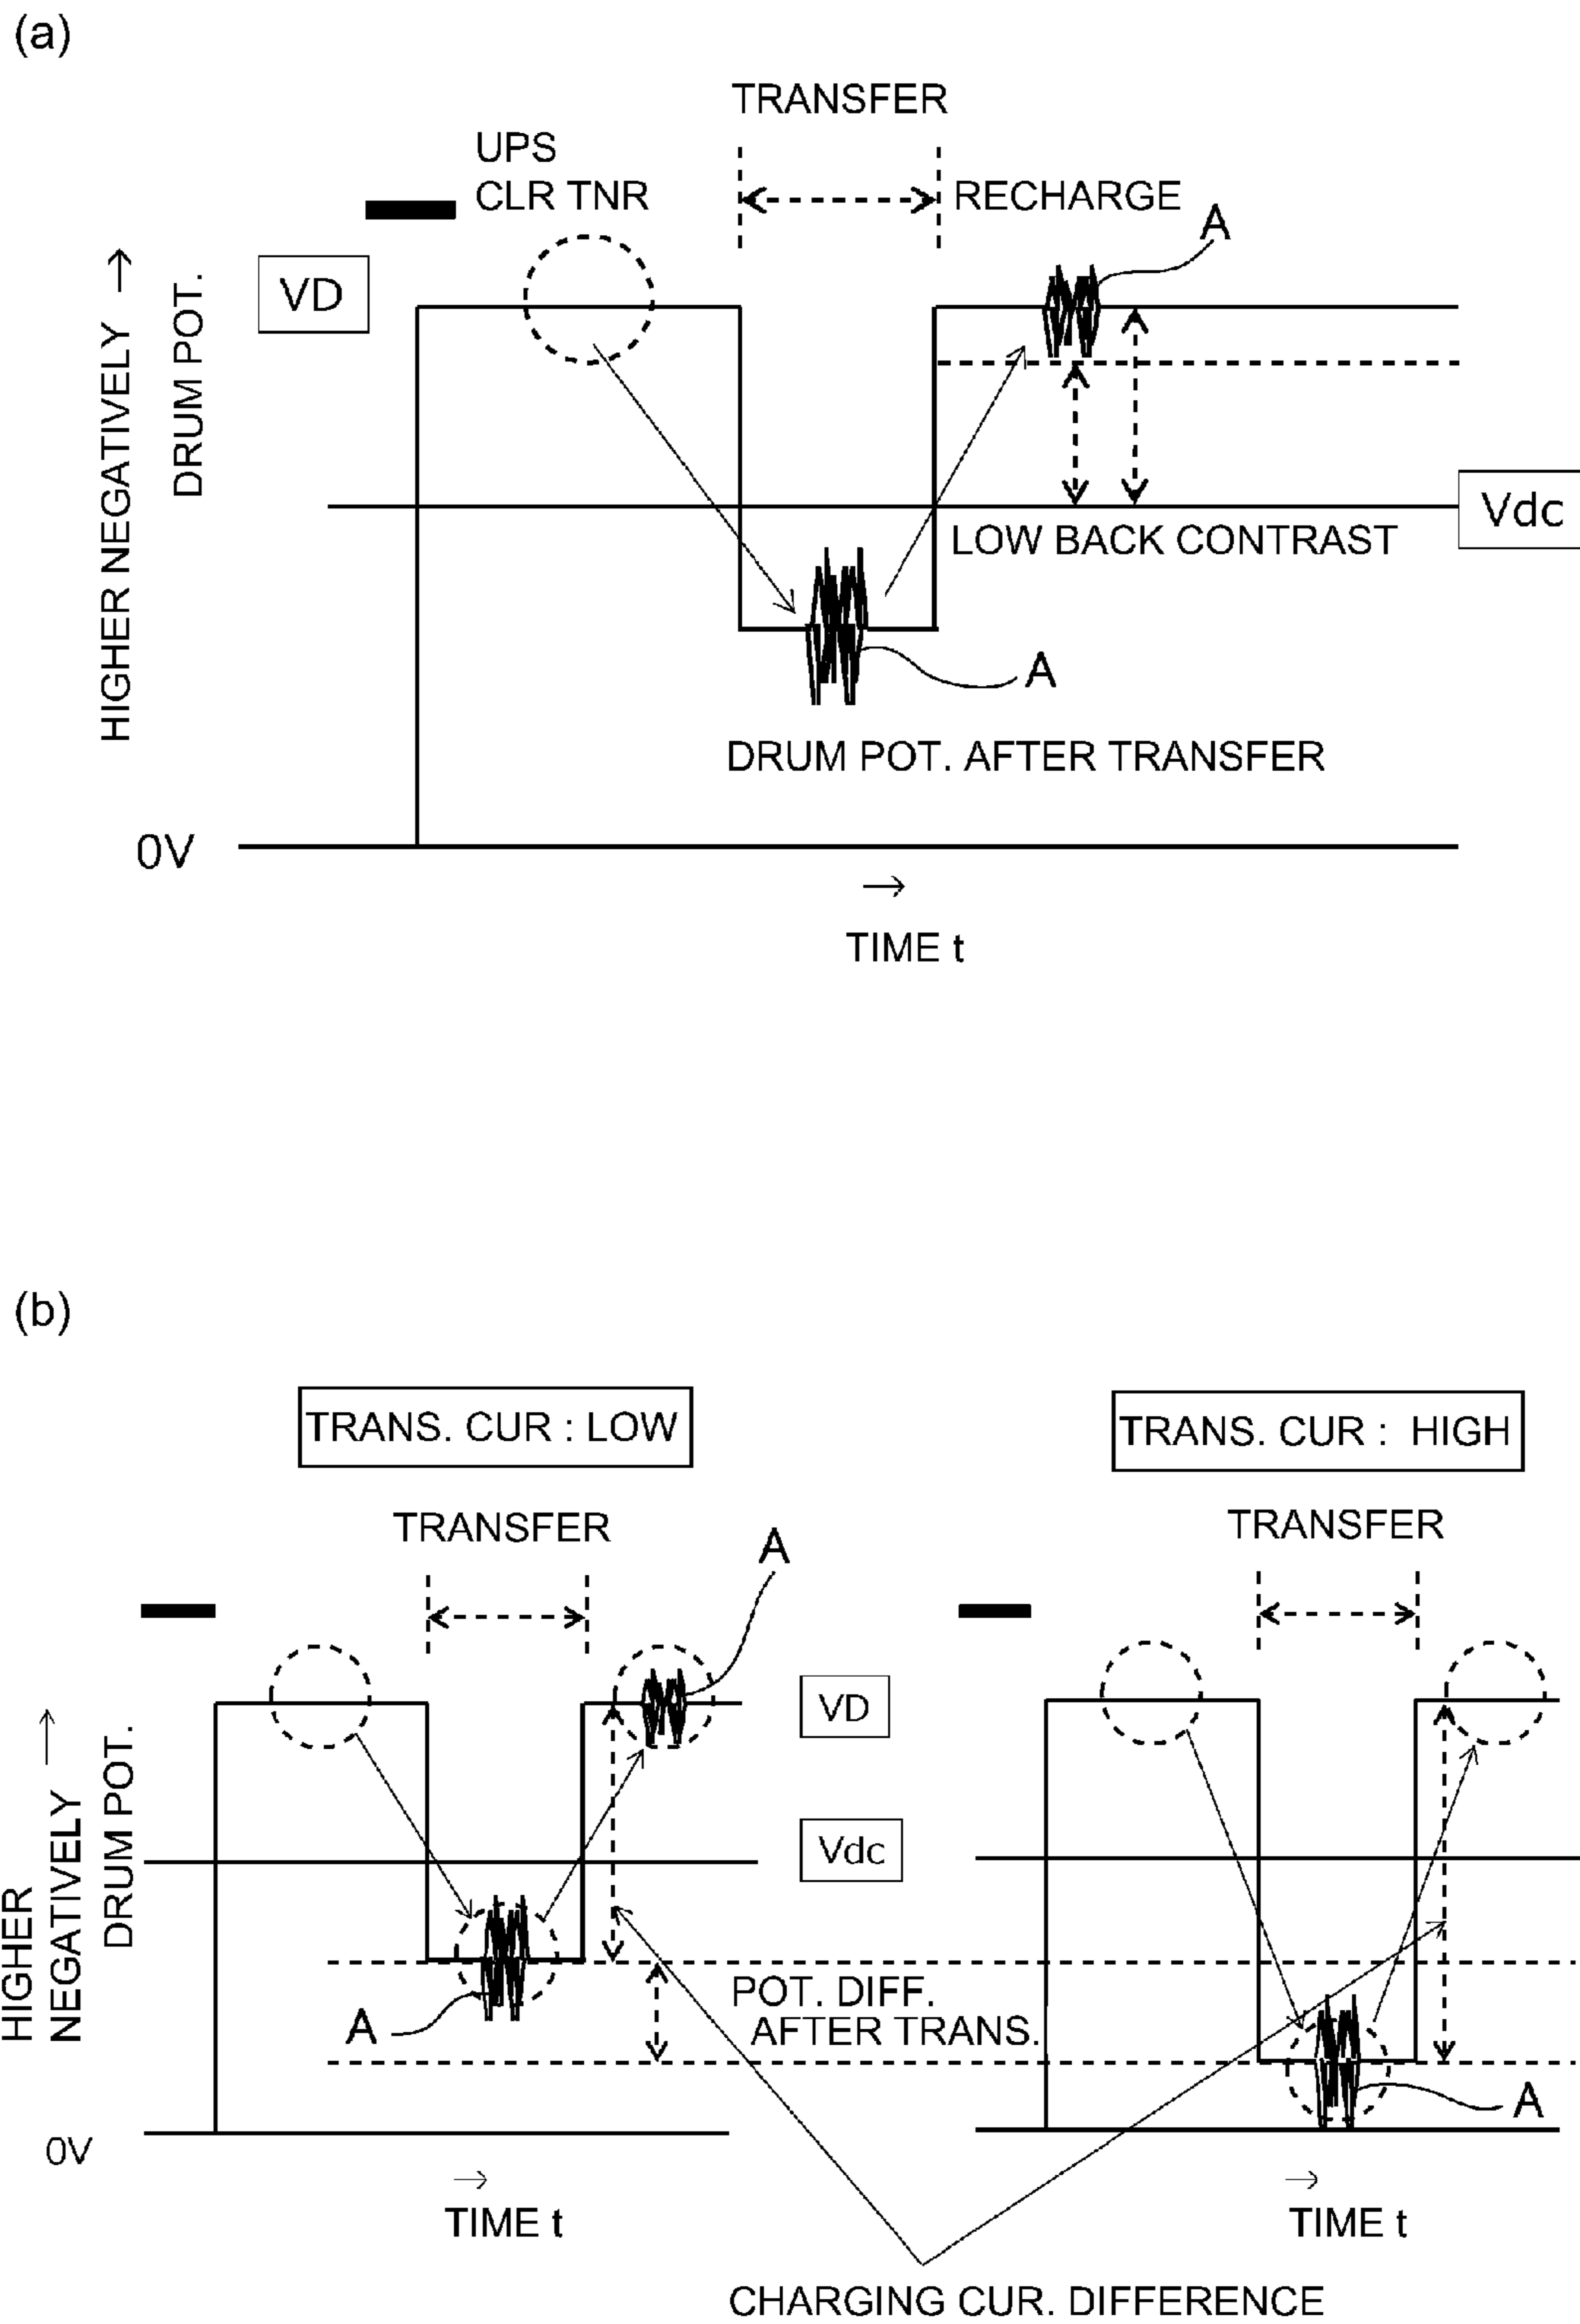 (a)
TRANSFER
UPS
CLR TNR
RECHARGE
A
VD
HIGHER NEGATIVELY →
DRUM POT.
Vdc
LOW BACK CONTRAST
A
DRUM POT. AFTER TRANSFER
0V
→
TIME t
(b)
TRANS. CUR : LOW
TRANS. CUR : HIGH
TRANSFER
TRANSFER
A
VD
Vdc
HIGHER
NEGATIVELY →
DRUM POT.
POT. DIFF.
AFTER TRANS.
A
A
0V
→
→
TIME t
TIME t
CHARGING CUR. DIFFERENCE